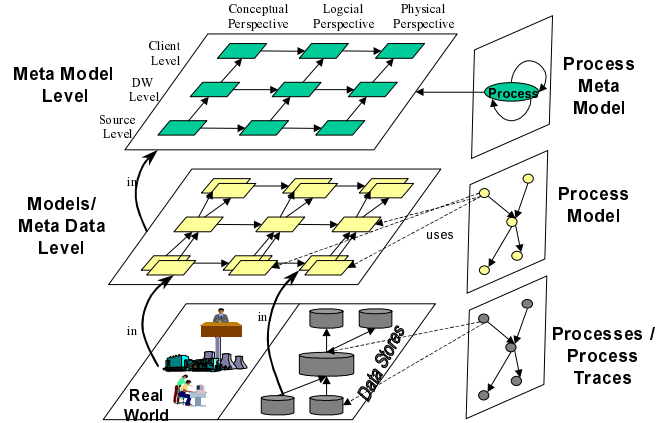 Conceptual
Perspective
Logcial
Perspective
Physical
Perspective
Client
Level
DW
Level
Source
Level
Meta Model
Level
Process
Process
Meta
Model
in
Models/
Meta Data
Level
uses
Process
Model
in
in
Real
World
Data Stores
Processes /
Process
Traces